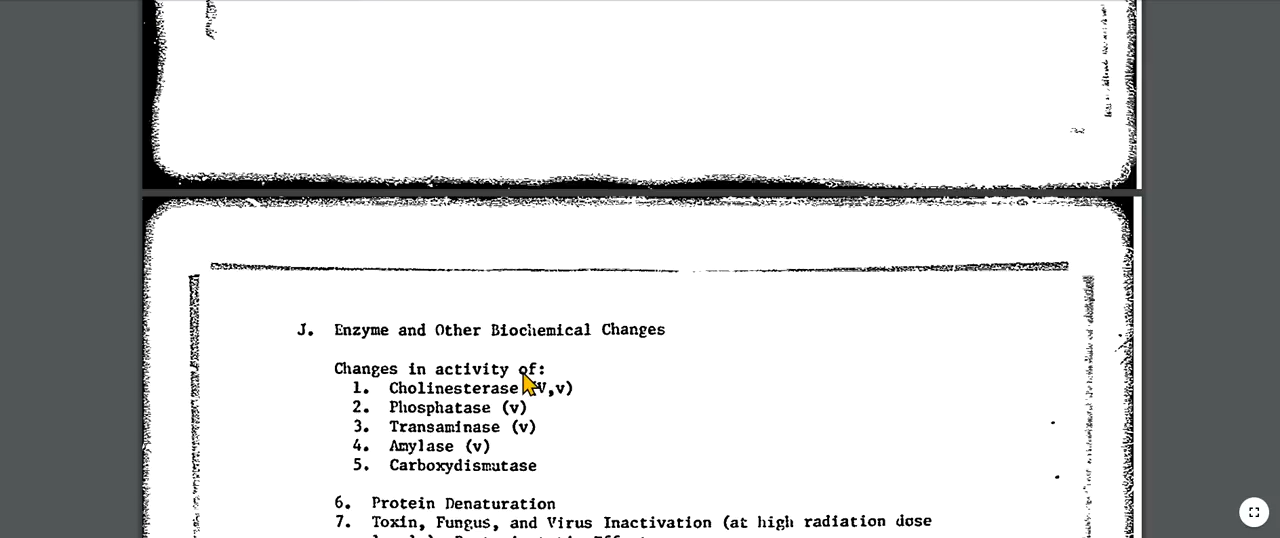 J. Enzyme and Other Biochemical Changes
Changes in activity of:
1. Cholinesterase (V,v)
2. Phosphatase (v)
3. Transaminase (v)
4. Amylase (v)
5. Carboxydismutase
6. Protein Denaturation
7. Toxin, Fungus, and Virus Inactivation (at high radiation dose